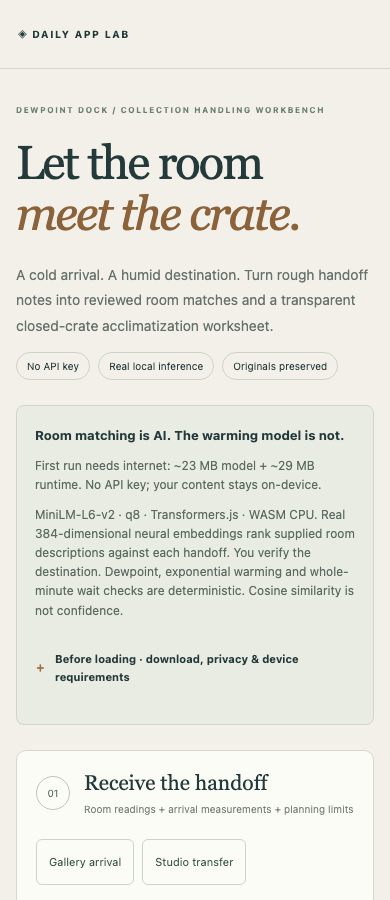 ◈ DAILY APP LAB
DEWPOINT DOCK / COLLECTION HANDLING WORKBENCH
Let the room
meet the crate.
A cold arrival. A humid destination. Turn rough handoff
notes into reviewed room matches and a transparent
closed-crate acclimatization worksheet.
No API key
Real local inference
Originals preserved
Room matching is AI. The warming model is not.
First run needs internet: ~23 MB model + ~29 MB
runtime. No API key; your content stays on-device.
MiniLM-L6-v2 · q8 · Transformers.js · WASM CPU. Real
384-dimensional neural embeddings rank supplied room
descriptions against each handoff. You verify the
destination. Dewpoint, exponential warming and whole-
minute wait checks are deterministic. Cosine similarity is
not confidence.
+ Before loading · download, privacy & device
requirements
01
Receive the handoff
Room readings + arrival measurements + planning limits
Gallery arrival
Studio transfer